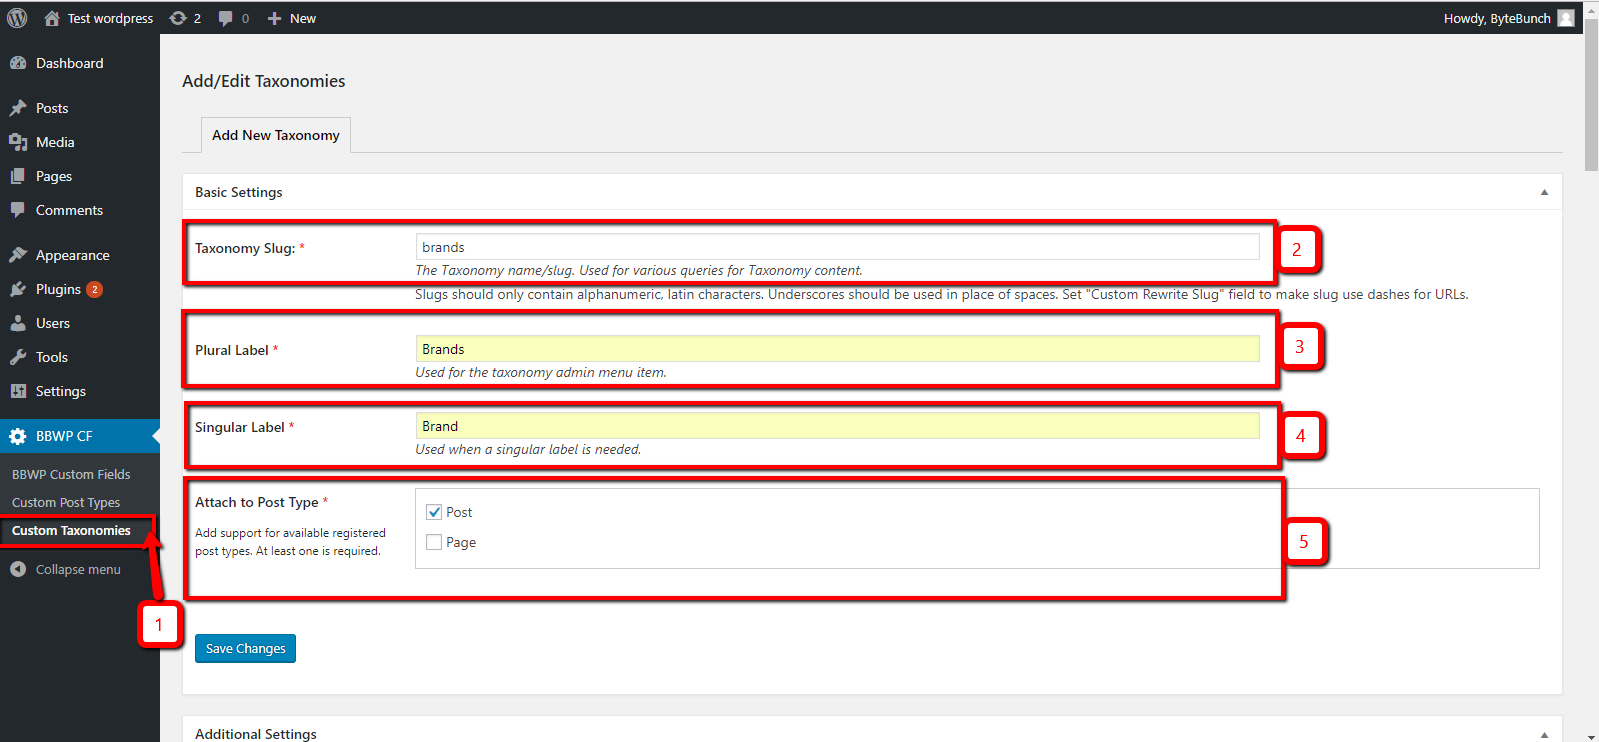 Test wordpress 2 0 New Howdy, ByteBunch
Dashboard
Posts
Media
Pages
Comments
Appearance
Plugins 2
Users
Tools
Settings
BBWP CF
BBWP Custom Fields
Custom Post Types
Custom Taxonomies
Collapse menu
1
Add/Edit Taxonomies
Add New Taxonomy
Basic Settings
Taxonomy Slug: * brands 2
The Taxonomy name/slug. Used for various queries for Taxonomy content.
Slugs should only contain alphanumeric, latin characters. Underscores should be used in place of spaces. Set "Custom Rewrite Slug" field to make slug use dashes for URLs.
Plural Label * Brands 3
Used for the taxonomy admin menu item.
Singular Label * Brand 4
Used when a singular label is needed.
Attach to Post Type *
Add support for available registered
post types. At least one is required.
Post
Page
5
Save Changes
Additional Settings